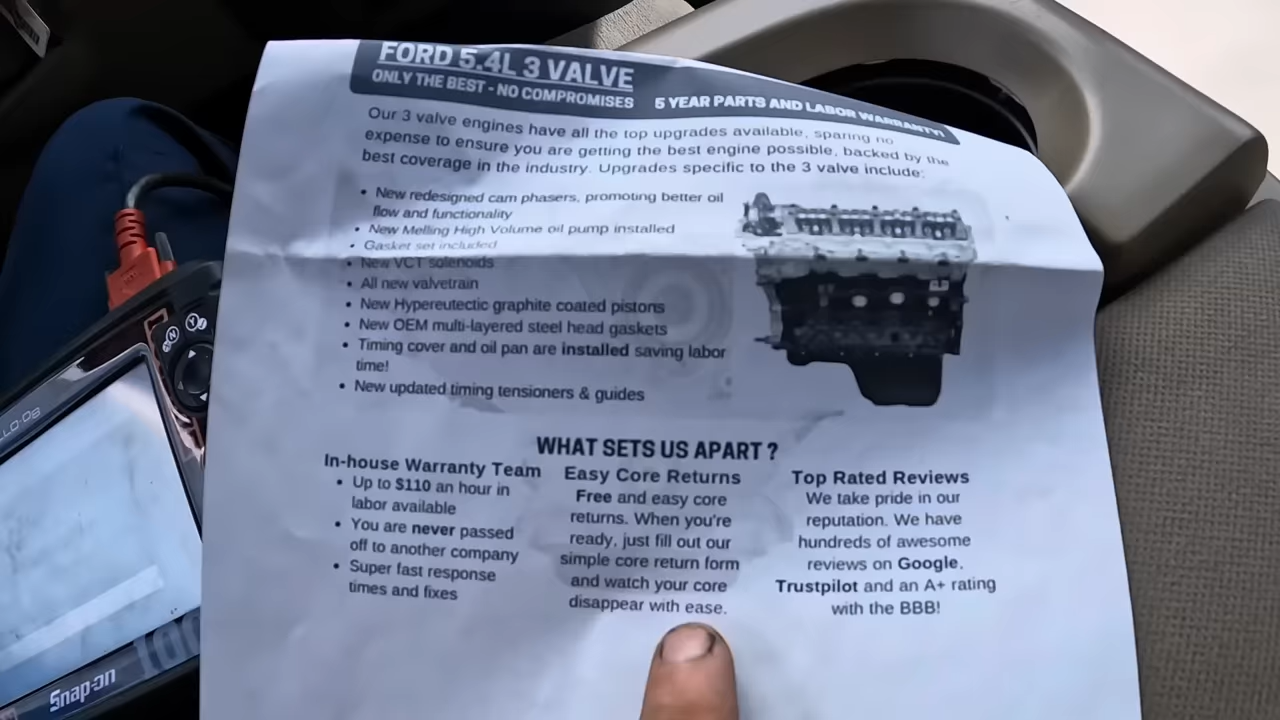 FORD 5.4L 3 VALVE
ONLY THE BEST - NO COMPROMISES
5 YEAR PARTS AND LABOR WARRANTY!
Our 3 valve engines have all the top upgrades available, sparing no
expense to ensure you are getting the best engine possible, backed by the
best coverage in the industry. Upgrades specific to the 3 valve include:
• New redesigned cam phasers, promoting better oil
flow and functionality
• New Melling High Volume oil pump installed
• Gasket set included
• New VCT solenoids
• All new valvetrain
• New Hypereutectic graphite coated pistons
• New OEM multi-layered steel head gaskets
• Timing cover and oil pan are installed saving labor
time!
• New updated timing tensioners & guides
WHAT SETS US APART ?
In-house Warranty Team
• Up to $110 an hour in
labor available
• You are never passed
off to another company
• Super fast response
times and fixes
Easy Core Returns
Free and easy core
returns. When you're
ready, just fill out our
simple core return form
and watch your core
disappear with ease.
Top Rated Reviews
We take pride in our
reputation. We have
hundreds of awesome
reviews on Google,
Trustpilot and an A+ rating
with the BBB!
N
Y
Snap-on